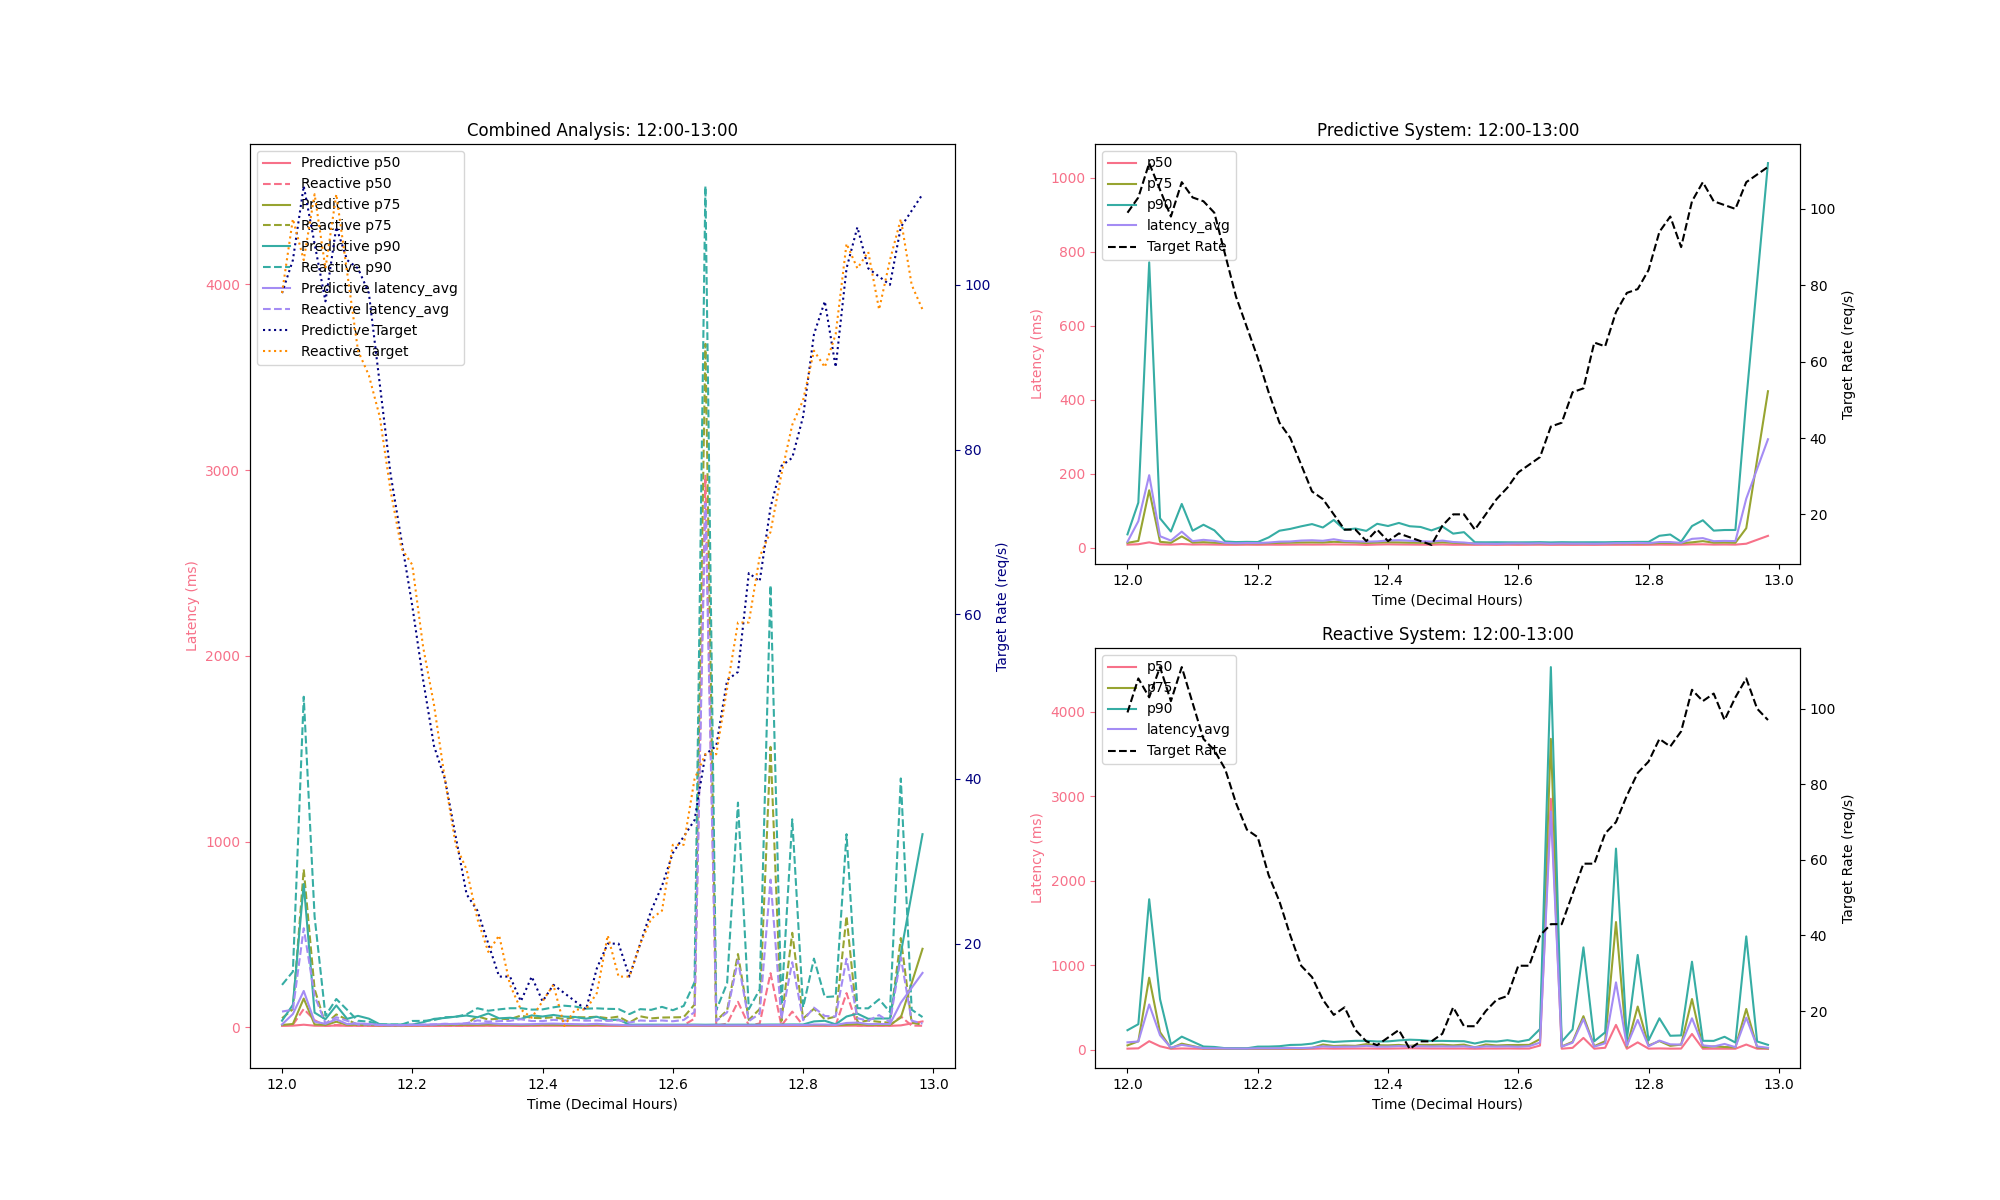 Combined Analysis: 12:00-13:00
Predictive p50
Reactive p50
Predictive p75
Reactive p75
Predictive p90
Reactive p90
Predictive latency_avg
Reactive latency_avg
Predictive Target
Reactive Target
4000
3000
2000
1000
0
Latency (ms)
100
80
60
40
20
Target Rate (req/s)
12.0 12.2 12.4 12.6 12.8 13.0
Time (Decimal Hours)
Predictive System: 12:00-13:00
p50
p75
p90
latency_avg
Target Rate
1000
800
600
400
200
0
Latency (ms)
100
80
60
40
20
Target Rate (req/s)
12.0 12.2 12.4 12.6 12.8 13.0
Time (Decimal Hours)
Reactive System: 12:00-13:00
p50
p75
p90
latency_avg
Target Rate
4000
3000
2000
1000
0
Latency (ms)
100
80
60
40
20
Target Rate (req/s)
12.0 12.2 12.4 12.6 12.8 13.0
Time (Decimal Hours)